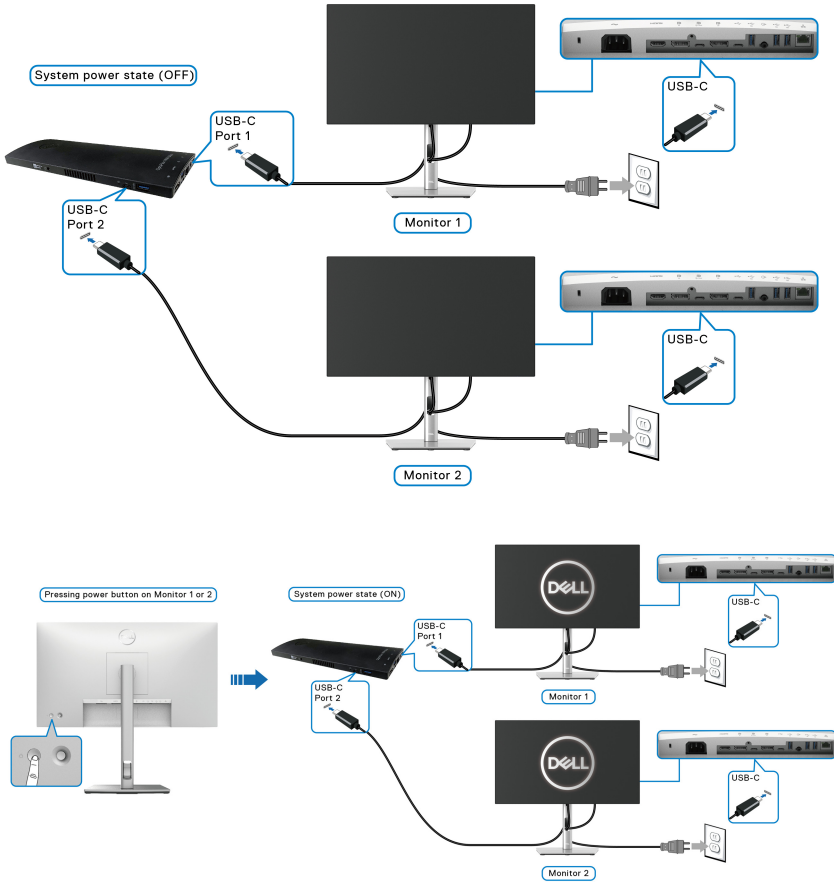 System power state (OFF)
USB-C
Port 1
USB-C
Monitor 1
USB-C
Port 2
USB-C
Monitor 2
Pressing power button on Monitor 1 or 2
System power state (ON)
DELL
USB-C
Port 1
USB-C
Monitor 1
USB-C
Port 2
DELL
USB-C
Monitor 2